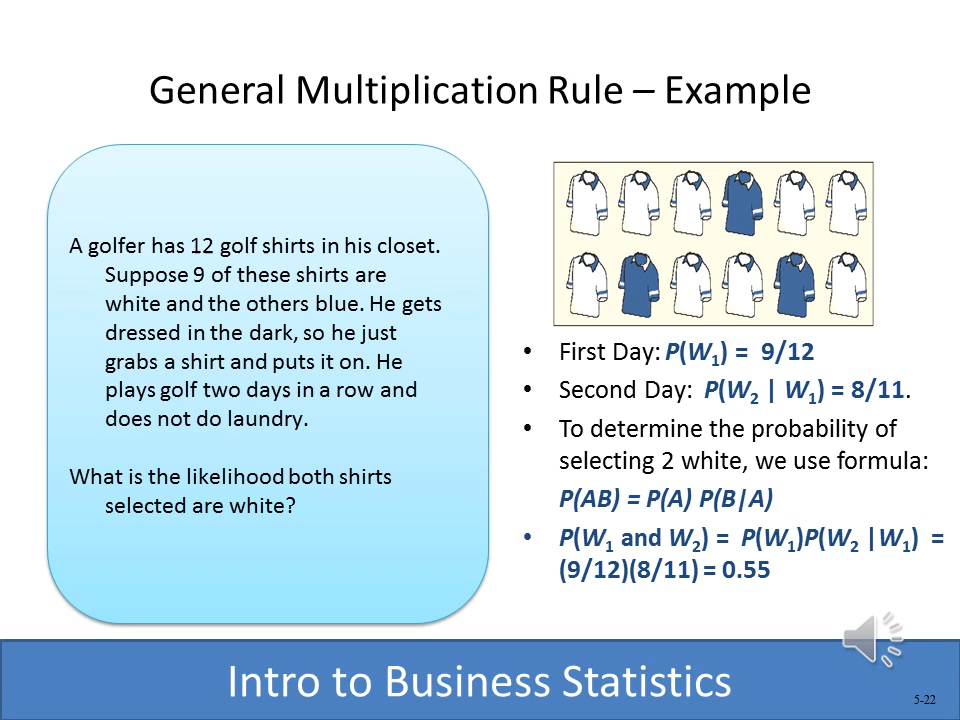 General Multiplication Rule – Example
A golfer has 12 golf shirts in his closet.
Suppose 9 of these shirts are
white and the others blue. He gets
dressed in the dark, so he just
grabs a shirt and puts it on. He
plays golf two days in a row and
does not do laundry.
What is the likelihood both shirts
selected are white?
• First Day: P(W1) = 9/12
• Second Day: P(W2 | W1) = 8/11.
• To determine the probability of
selecting 2 white, we use formula:
P(AB) = P(A) P(B|A)
• P(W1 and W2) = P(W1)P(W2 |W1) =
(9/12)(8/11) = 0.55
Intro to Business Statistics
5-22